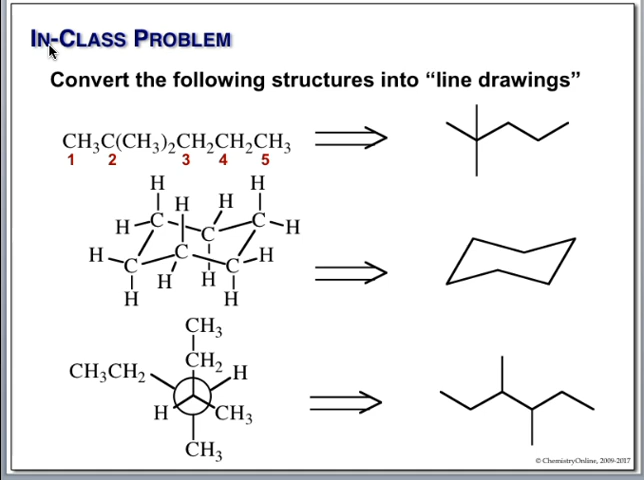 IN-CLASS PROBLEM
Convert the following structures into “line drawings”
CH₃C(CH₃)₂CH₂CH₂CH₃
1 2 3 4 5
H H
H H
H C C H
C
H C C H
C
H H
H H
CH₃
CH₂
CH₃CH₂ H
H CH₃
CH₃
© ChemistryOnline, 2009-2017